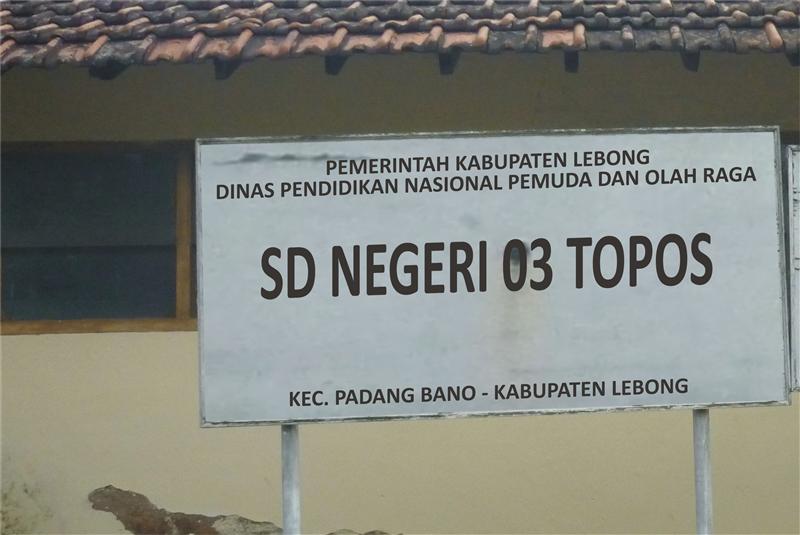 PEMERINTAH KABUPATEN LEBONG
DINAS PENDIDIKAN NASIONAL PEMUDA DAN OLAH RAGA
SD NEGERI 03 TOPOS
KEC. PADANG BANO - KABUPATEN LEBONG